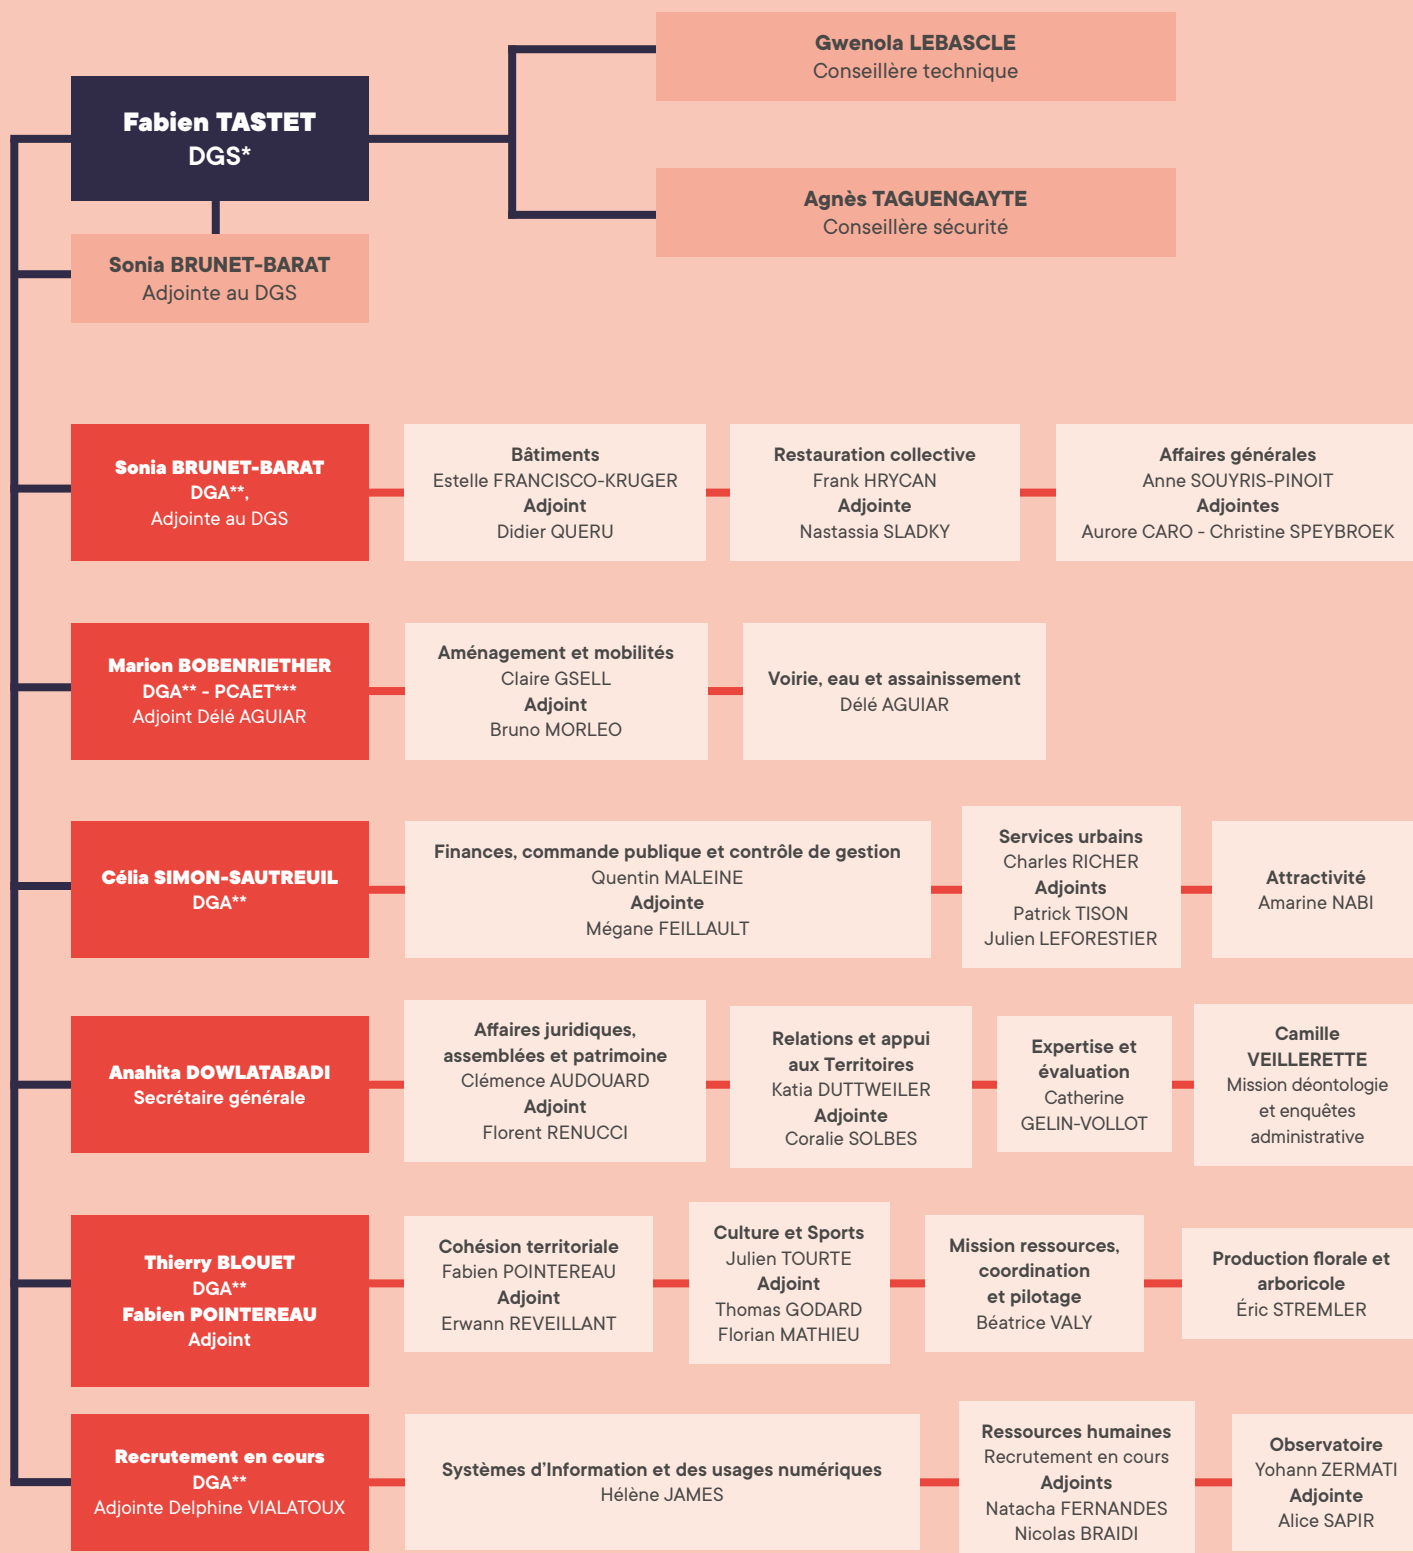 Gwenola LEBASCLE
Conseillère technique
Fabien TASTET
DGS*
Agnès TAGUENGAYTE
Conseillère sécurité
Sonia BRUNET-BARAT
Adjointe au DGS
Sonia BRUNET-BARAT
DGA**,
Adjointe au DGS
Bâtiments
Estelle FRANCISCO-KRUGER
Adjoint
Didier QUERU
Restauration collective
Frank HRYCAN
Adjointe
Nastassia SLADKY
Affaires générales
Anne SOUYRIS-PINOIT
Adjointes
Aurore CARO - Christine SPEYBROEK
Marion BOBENRIETHER
DGA** - PCAET***
Adjoint Délé AGUIAR
Aménagement et mobilités
Claire GSELL
Adjoint
Bruno MORLEO
Voirie, eau et assainissement
Délé AGUIAR
Célia SIMON-SAUTREUIL
DGA**
Finances, commande publique et contrôle de gestion
Quentin MALEINE
Adjointe
Mégane FEILLAULT
Services urbains
Charles RICHER
Adjoints
Patrick TISON
Julien LEFORESTIER
Attractivité
Amarine NABI
Anahita DOWLATABADI
Secrétaire générale
Affaires juridiques,
assemblées et patrimoine
Clémence AUDOUARD
Adjoint
Florent RENUCCI
Relations et appui
aux Territoires
Katia DUTTWEILER
Adjointe
Coralie SOLBES
Expertise et
évaluation
Catherine
GELIN-VOLLOT
Camille
VEILLERETTE
Mission déontologie
et enquêtes
administrative
Thierry BLOUET
DGA**
Fabien POINTEREAU
Adjoint
Cohésion territoriale
Fabien POINTEREAU
Adjoint
Erwann REVEILLANT
Culture et Sports
Julien TOURTE
Adjoint
Thomas GODARD
Florian MATHIEU
Mission ressources,
coordination
et pilotage
Béatrice VALY
Production florale et
arboricole
Éric STREMLER
Recrutement en cours
DGA**
Adjointe Delphine VIALATOUX
Systèmes d'Information et des usages numériques
Hélène JAMES
Ressources humaines
Recrutement en cours
Adjoints
Natacha FERNANDES
Nicolas BRAIDI
Observatoire
Yohann ZERMATI
Adjointe
Alice SAPIR